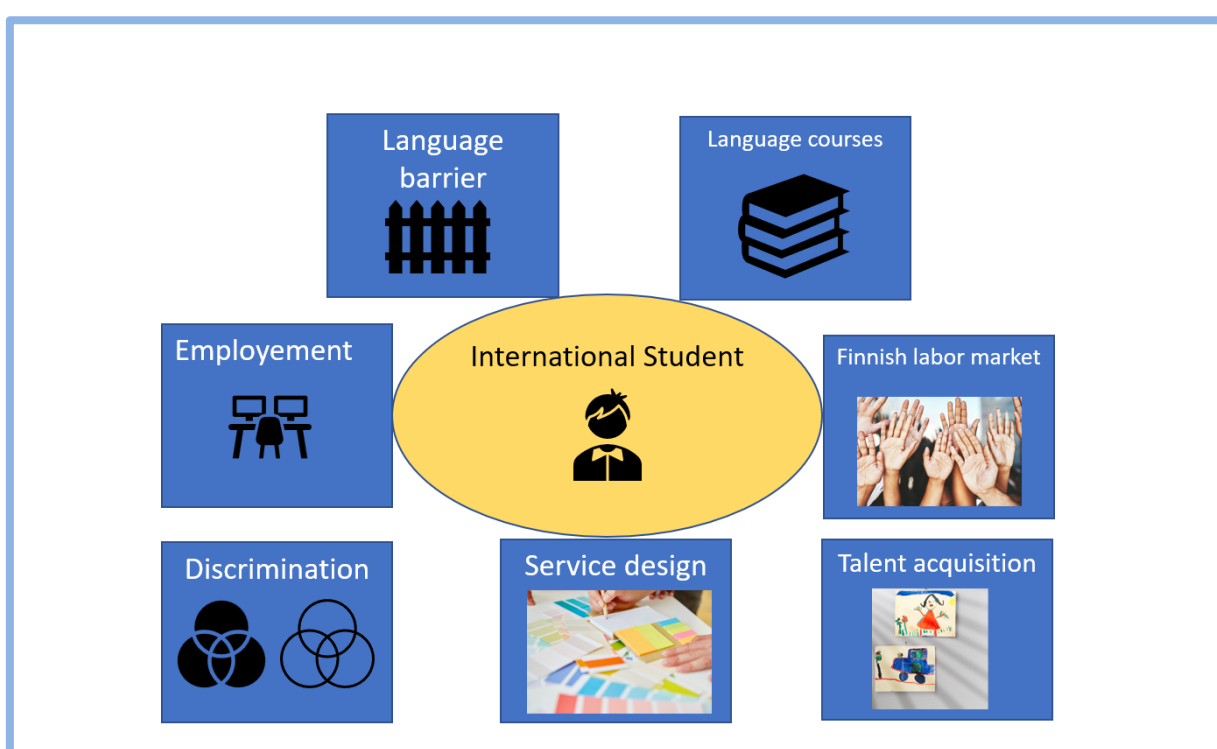 Language
barrier
Language courses
Employement
International Student
Finnish labor market
Discrimination
Service design
Talent acquisition